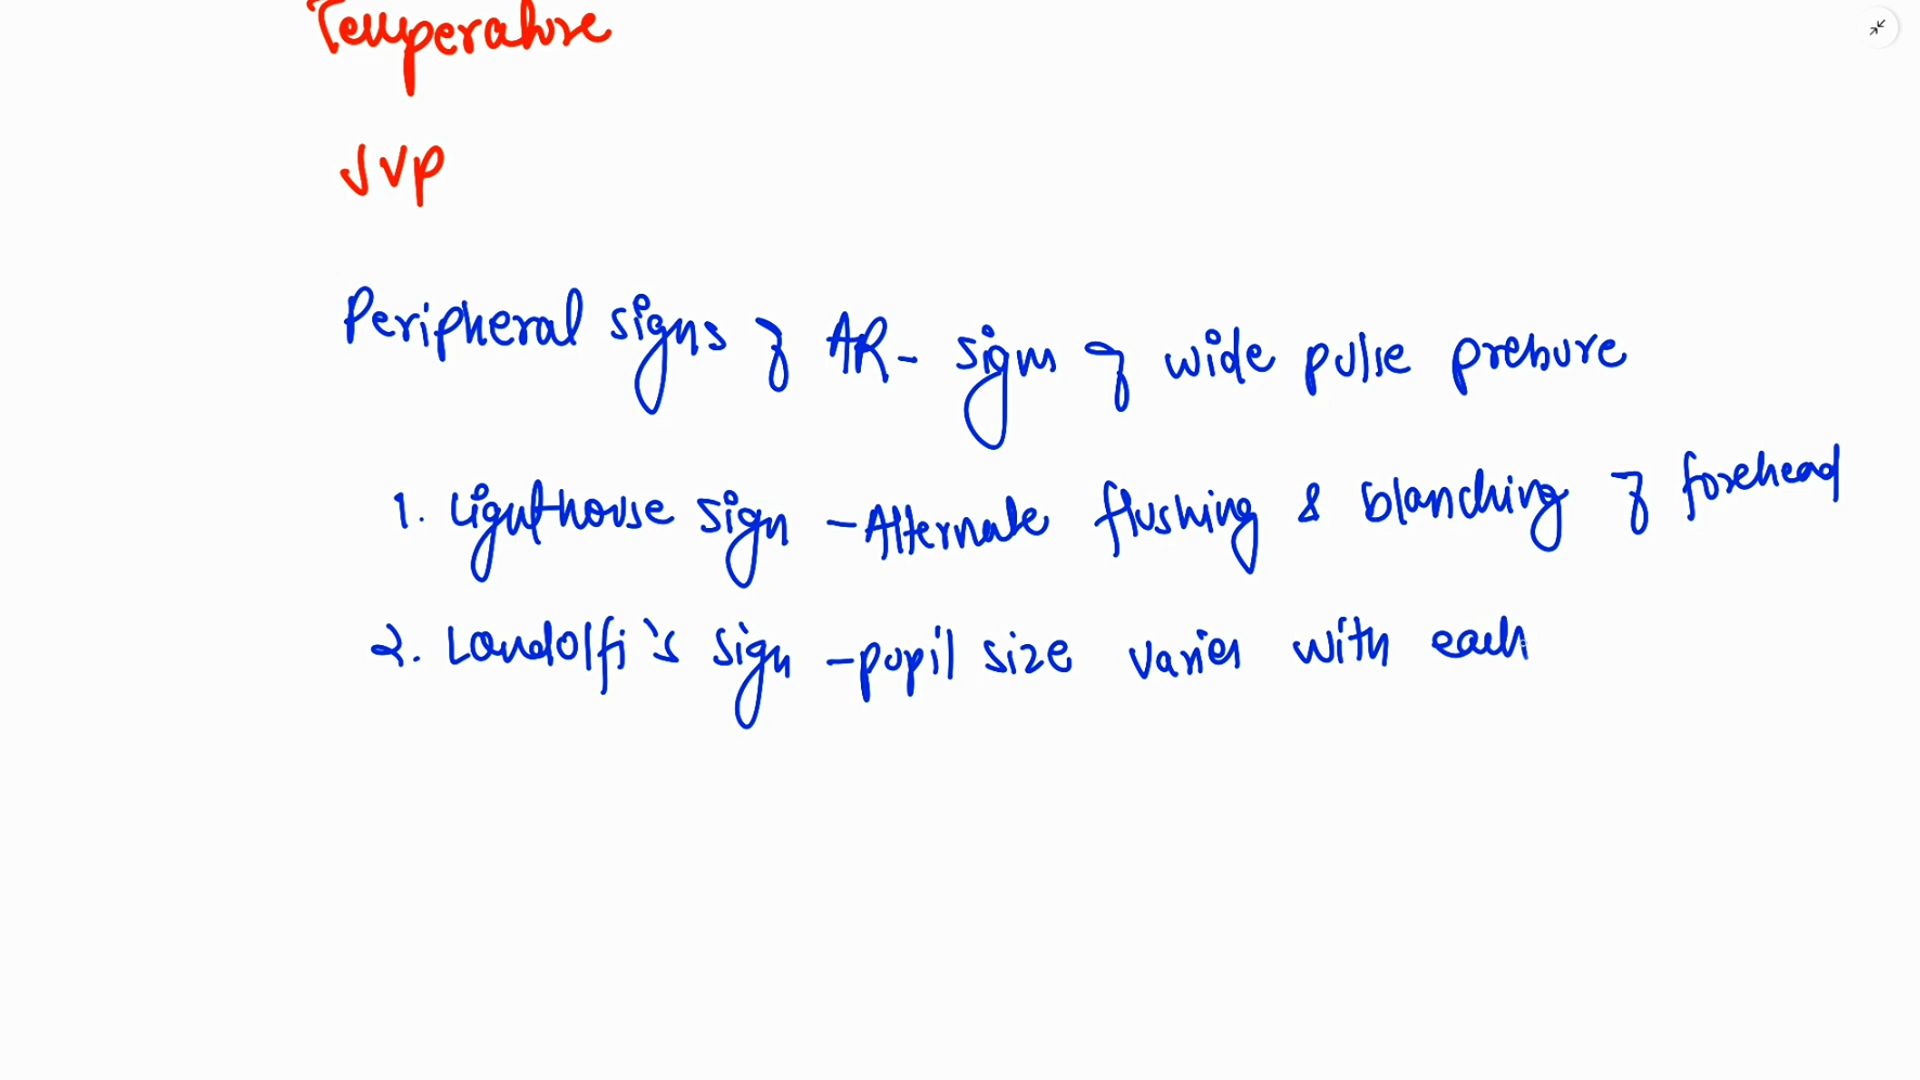 Temperature
JVP
Peripheral signs of AR - signs of wide pulse pressure
1. Lighthouse sign - Alternate flushing & blanching of forehead
2. Landolfi's sign - pupil size varies with each